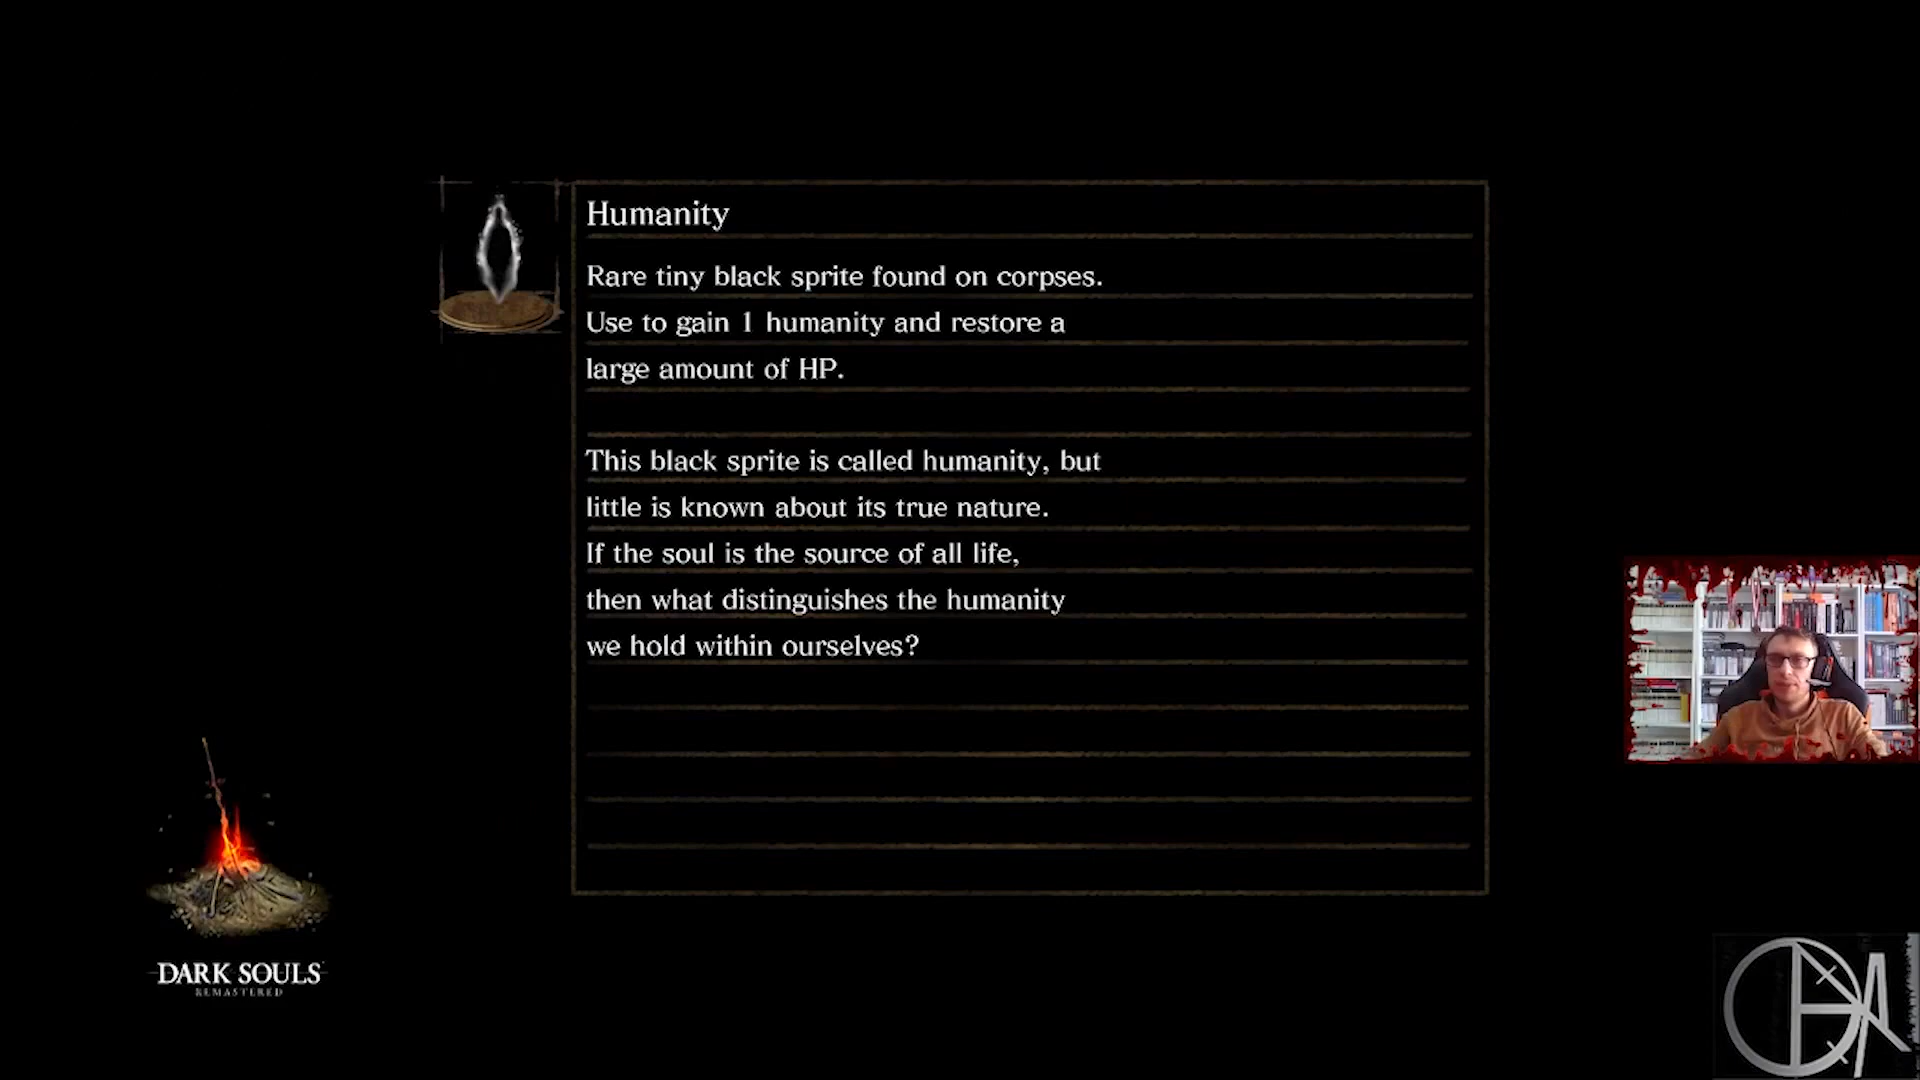 Humanity
Rare tiny black sprite found on corpses.
Use to gain 1 humanity and restore a
large amount of HP.
This black sprite is called humanity, but
little is known about its true nature.
If the soul is the source of all life,
then what distinguishes the humanity
we hold within ourselves?
DARK SOULS
REMASTERED